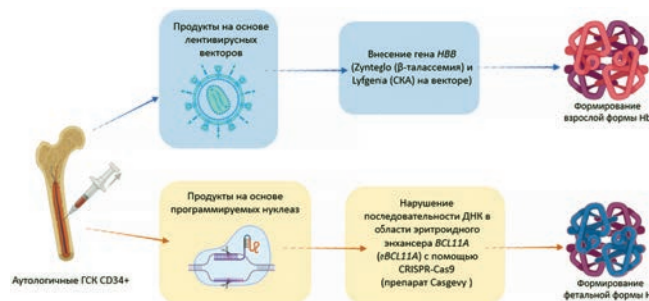 Продукты на основе
лентивирусных
векторов
Внесение гена HBB
(Zynteglo (β-талассемия) и
Lyfgenia (СКА) на векторе)
Формирование
взрослой формы Hb
Аутологичные ГСК CD34+
Продукты на основе
программируемых нуклеаз
Нарушение
последовательности ДНК в
области эритроидного
энхансера BCL11A
(eBCL11A) с помощью
CRISPR-Cas9
(препарат Casgevy )
Формирование
фетальной формы H